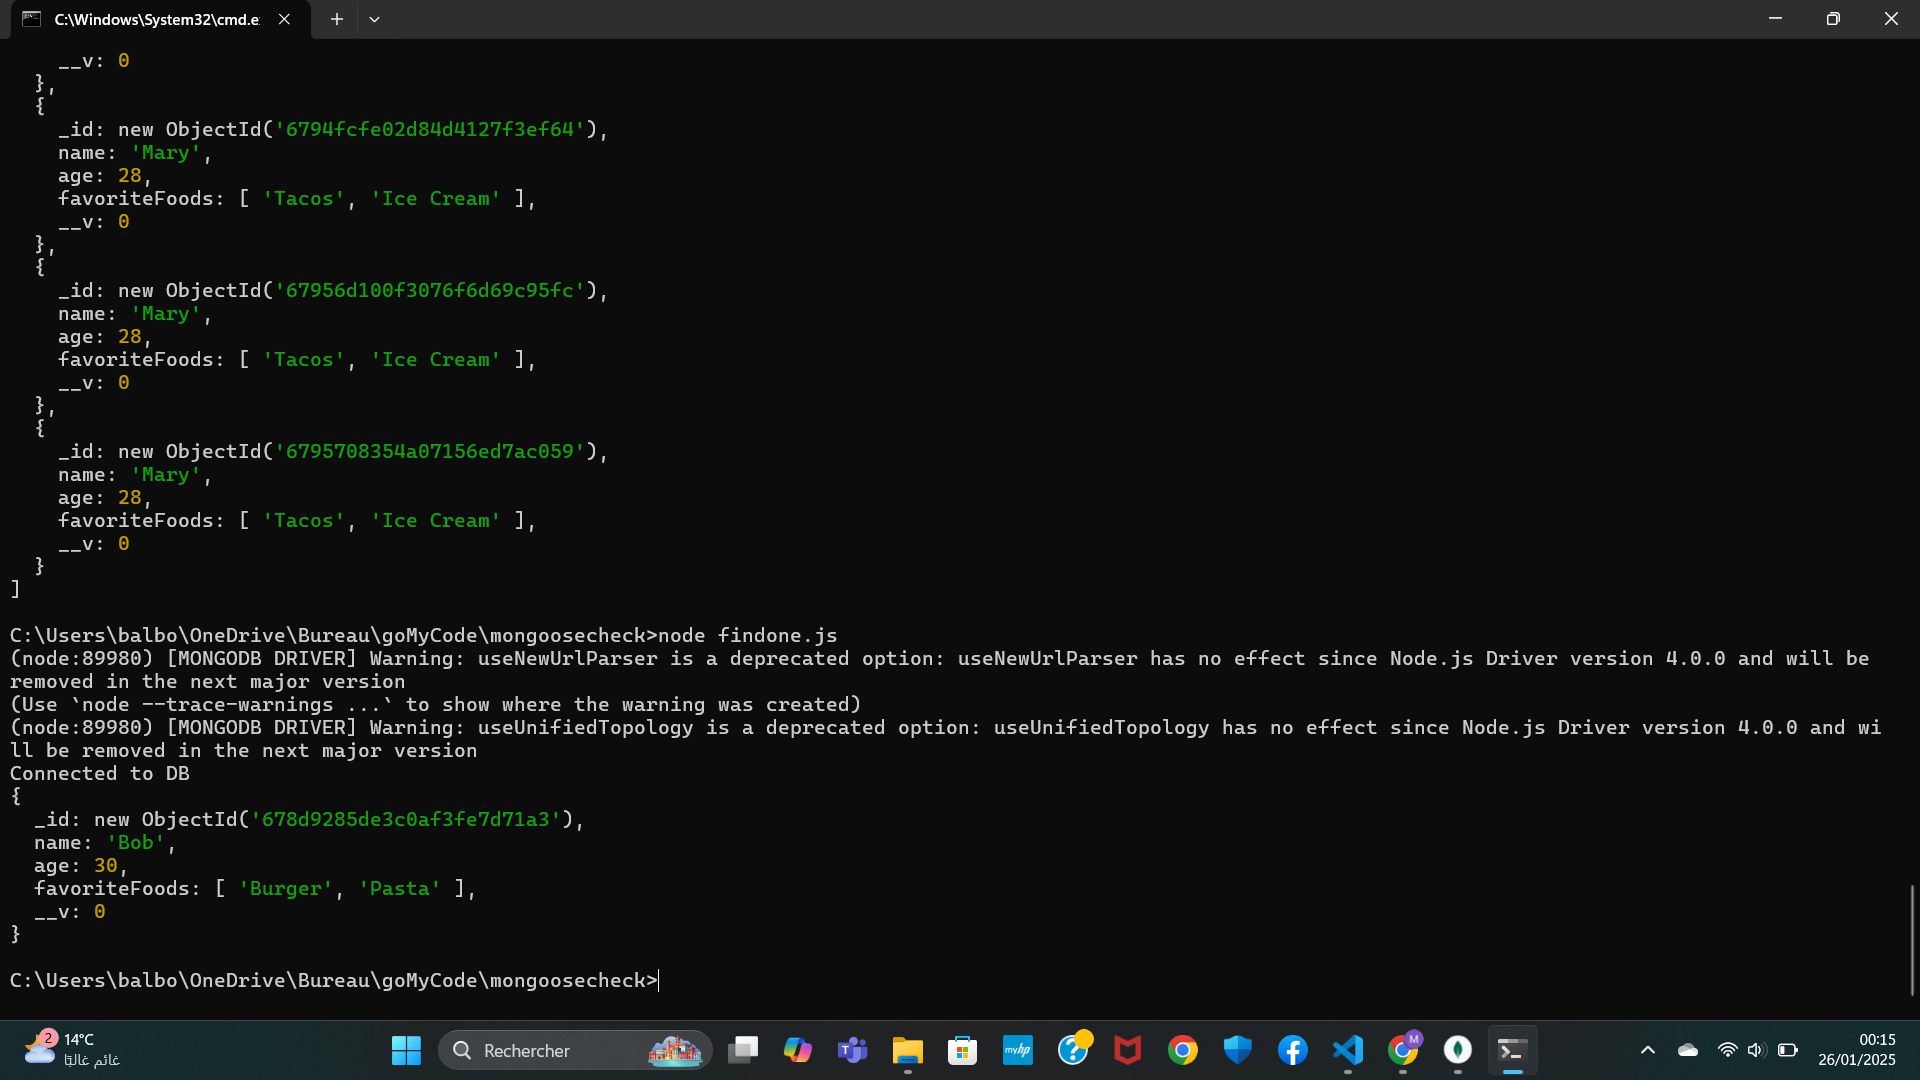 C:\Windows\System32\cmd.e
__v: 0
},
{
_id: new ObjectId('6794fcfe02d84d4127f3ef64'),
name: 'Mary',
age: 28,
favoriteFoods: [ 'Tacos', 'Ice Cream' ],
__v: 0
},
{
_id: new ObjectId('67956d100f3076f6d69c95fc'),
name: 'Mary',
age: 28,
favoriteFoods: [ 'Tacos', 'Ice Cream' ],
__v: 0
},
{
_id: new ObjectId('6795708354a07156ed7ac059'),
name: 'Mary',
age: 28,
favoriteFoods: [ 'Tacos', 'Ice Cream' ],
__v: 0
}
]
C:\Users\balbo\OneDrive\Bureau\goMyCode\mongoosecheck>node findone.js
(node:89980) [MONGODB DRIVER] Warning: useNewUrlParser is a deprecated option: useNewUrlParser has no effect since Node.js Driver version 4.0.0 and will be
removed in the next major version
(Use `node --trace-warnings ...` to show where the warning was created)
(node:89980) [MONGODB DRIVER] Warning: useUnifiedTopology is a deprecated option: useUnifiedTopology has no effect since Node.js Driver version 4.0.0 and wi
ll be removed in the next major version
Connected to DB
{
_id: new ObjectId('678d9285de3c0af3fe7d71a3'),
name: 'Bob',
age: 30,
favoriteFoods: [ 'Burger', 'Pasta' ],
__v: 0
}
C:\Users\balbo\OneDrive\Bureau\goMyCode\mongoosecheck>
2
14°C
غائم غالبًا
Rechercher
myhp
M
00:15
26/01/2025